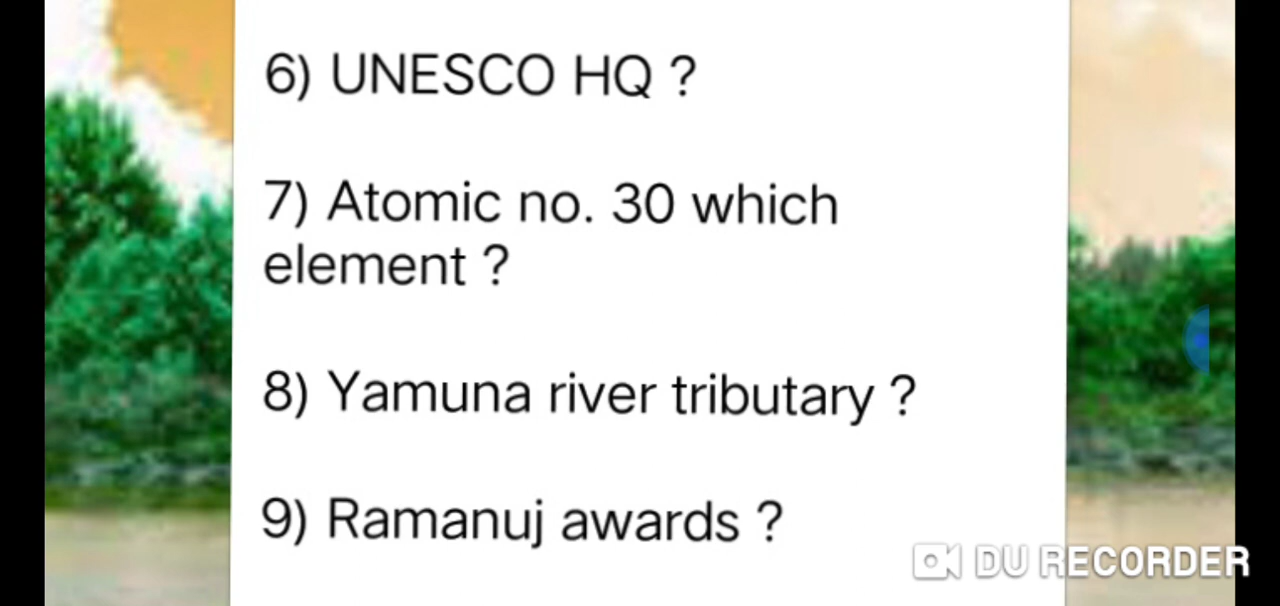 6) UNESCO HQ ?
7) Atomic no. 30 which
element ?
8) Yamuna river tributary ?
9) Ramanuj awards ?
DU RECORDER